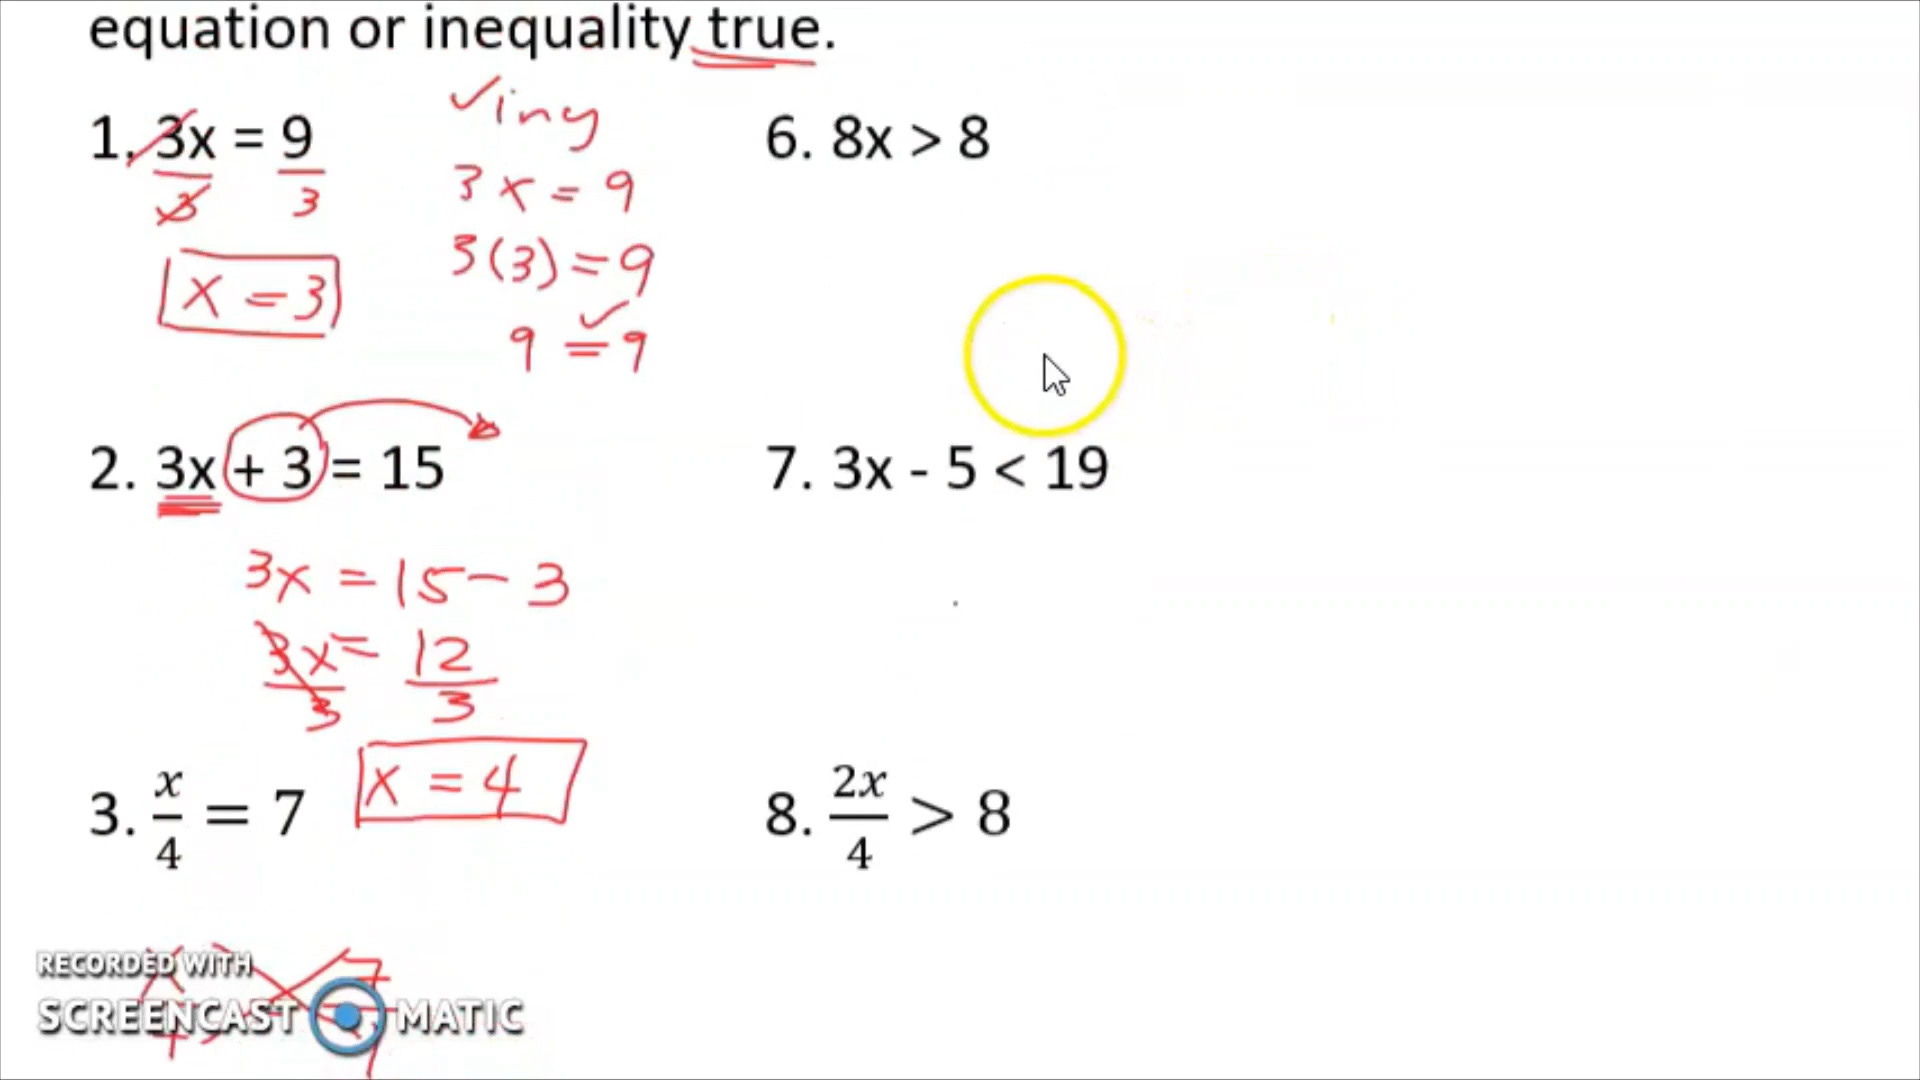 equation or inequality true.
1. 3x = 9
3 3
x = 3
iny
3x = 9
3(3) = 9
9 = 9
2. 3x + 3 = 15
3x = 15 - 3
3x = 12
3 3
x = 4
3. x/4 = 7
6. 8x > 8
7. 3x - 5 < 19
8. 2x/4 > 8
RECORDED WITH
SCREENCAST MATIC